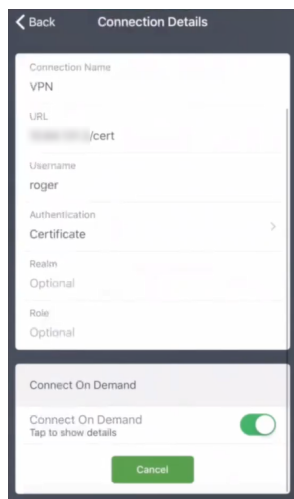 Back Connection Details
Connection Name
VPN
URL
/cert
Username
roger
Authentication
Certificate
Realm
Optional
Role
Optional
Connect On Demand
Connect On Demand
Tap to show details
Cancel